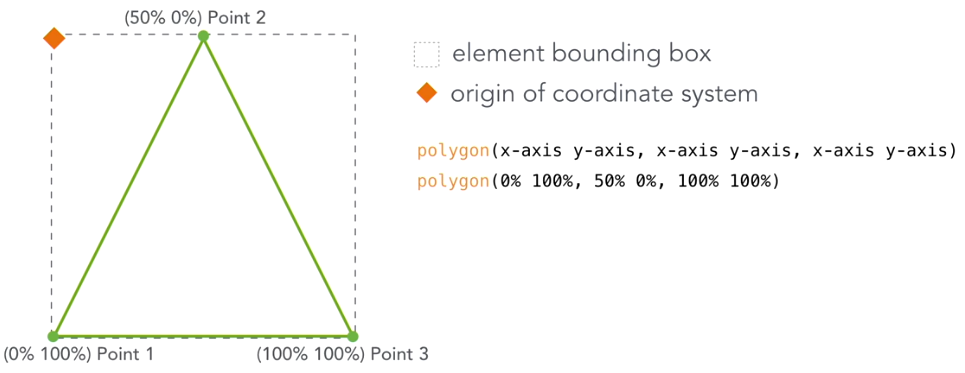 (50% 0%) Point 2
element bounding box
origin of coordinate system
polygon(x-axis y-axis, x-axis y-axis, x-axis y-axis)
polygon(0% 100%, 50% 0%, 100% 100%)
(0% 100%) Point 1
(100% 100%) Point 3